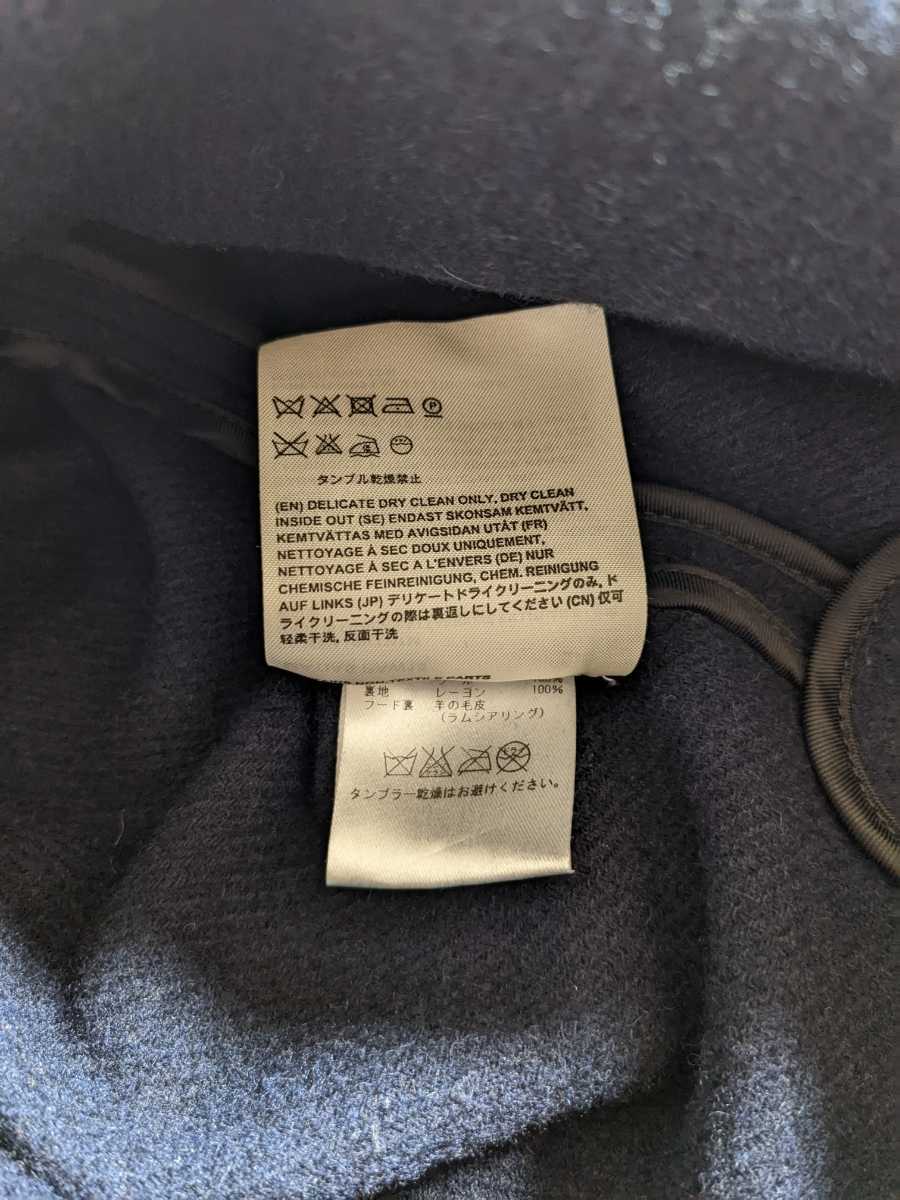 タンブル乾燥禁止
(EN) DELICATE DRY CLEAN ONLY, DRY CLEAN
INSIDE OUT (SE) ENDAST SKONSAM KEMTVÄTT,
KEMTVÄTTAS MED AVIGSIDAN UTÅT (FR)
NETTOYAGE À SEC DOUX UNIQUEMENT,
NETTOYAGE À SEC A L'ENVERS (DE) NUR
CHEMISCHE FEINREINIGUNG, CHEM. REINIGUNG
AUF LINKS (JP) デリケートドライクリーニングのみ, ド
ライクリーニングの際は裏返しにしてください (CN) 仅可
轻柔干洗, 反面干洗
裏地 レーヨン 100%
フード裏 羊の毛皮
(ラムシアリング)
タンブラー乾燥はお避けください。